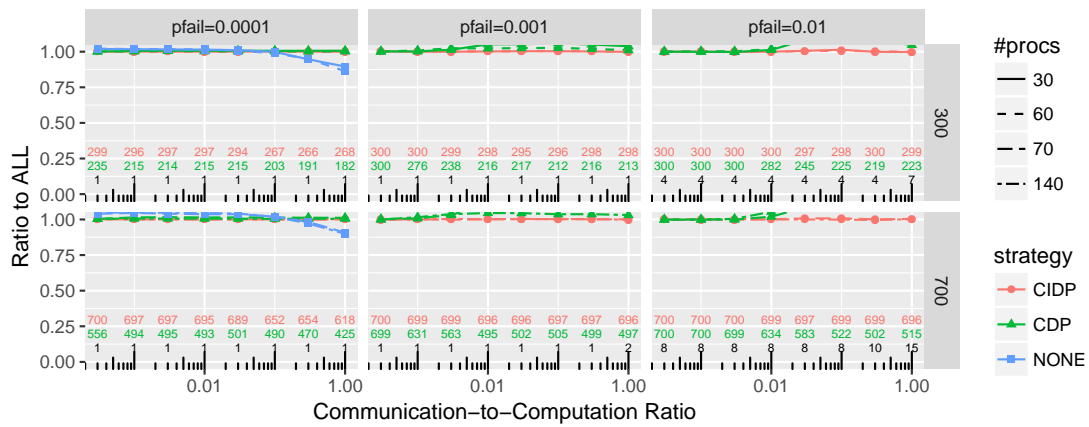 pfail=0.0001 pfail=0.001 pfail=0.01
1.00
0.75
0.50
0.25
0.00
299 296 297 297 294 267 266 268
235 215 214 215 215 203 191 182
1 1 1 1 1 1 1 1
300 300 299 296 295 296 297 298
300 276 238 216 217 212 216 213
1 1 1 1 1 1 1 1
300 300 300 300 297 298 300 299
300 300 300 282 245 225 219 223
4 4 4 4 4 4 4 7
300
1.00
0.75
0.50
0.25
0.00
700 697 697 695 689 652 654 618
556 494 495 493 501 490 470 425
1 1 1 1 1 1 1 1
700 699 699 696 696 697 697 696
699 631 563 495 502 505 499 497
1 1 1 1 1 1 1 2
700 700 699 699 699 699 699 696
700 700 699 634 583 522 502 515
8 8 8 8 8 8 10 15
700
0.01 1.00 0.01 1.00 0.01 1.00
Communication−to−Computation Ratio
Ratio to ALL
#procs
30
60
70
140
strategy
CIDP
CDP
NONE